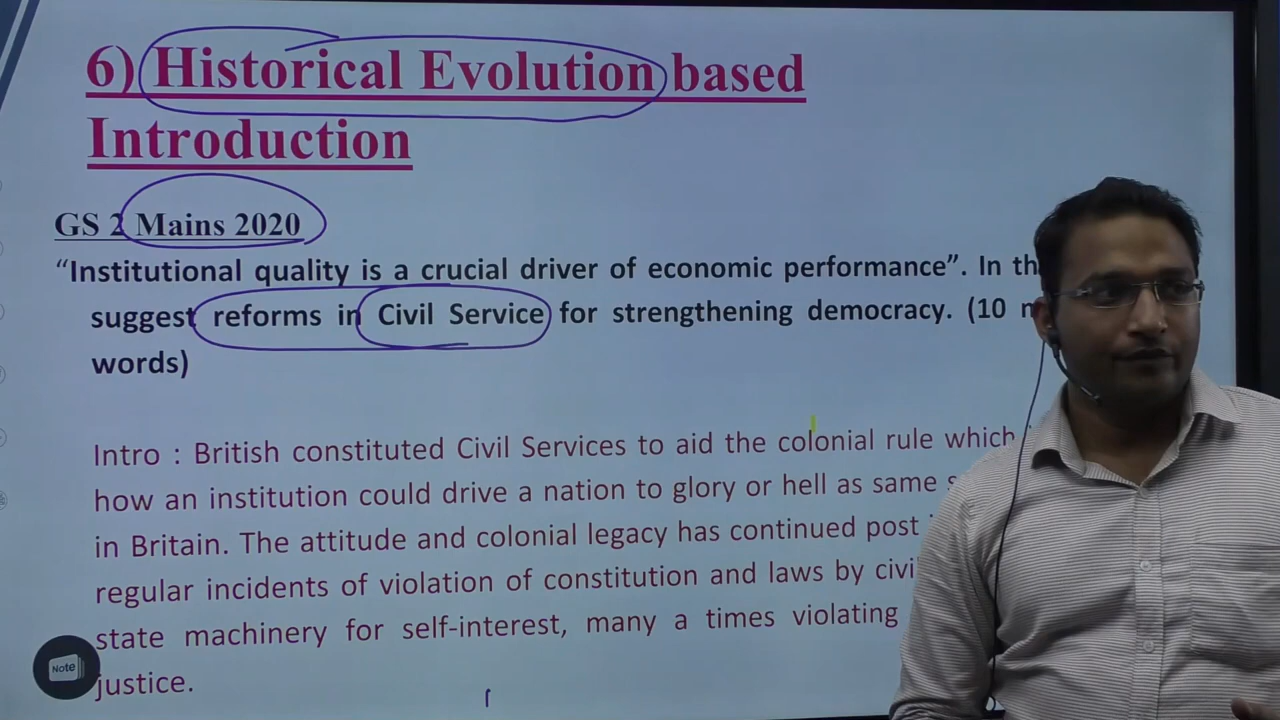 6) Historical Evolution based
Introduction
GS 2 Mains 2020
“Institutional quality is a crucial driver of economic performance”. In
suggest reforms in Civil Service for strengthening democracy. (10
words)
Intro : British constituted Civil Services to aid the colonial rule which
how an institution could drive a nation to glory or hell as same
in Britain. The attitude and colonial legacy has continued post
regular incidents of violation of constitution and laws by
state machinery for self-interest, many a times violating
justice.
Note